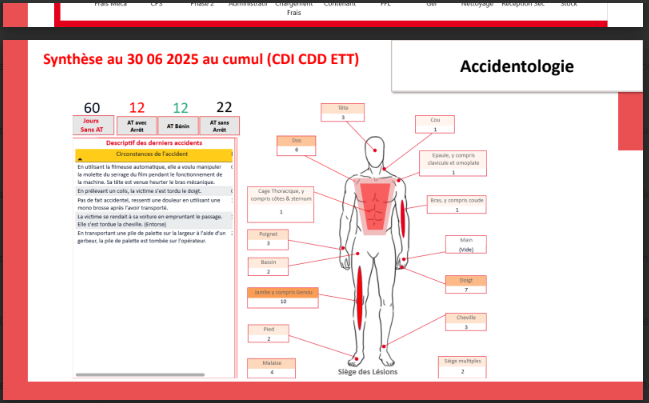 Frais Meca CFS Phase 2 Administratif Chargement Contenant PFL Gel Nettoyage Réception Sec Stock
Frais
Synthèse au 30 06 2025 au cumul (CDI CDD ETT)
Accidentologie
60 12 12 22
Jours Sans AT
AT avec Arrêt
AT Bénin
AT sans Arrêt
Descriptif des derniers accidents
Circonstances de l'accident
En utilisant la filmeuse automatique, elle a voulu manipuler
la molette du serrage du film pendant le fonctionnement de
la machine. Sa tête est venue heurter le bras mécanique.
En prélevant un colis, la victime s'est tordu le doigt.
Pas de fait accidentel, ressent une douleur en utilisant une
mono brosse après l'avoir transporté.
La victime se rendait à sa voiture en empruntant le passage.
Elle s'est tordue la cheville. (Entorse)
En transportant une pile de palette sur la largeur à l'aide d'un
gerbeur, la pile de palette est tombée sur l'opérateur.
Tête
3
Cou
1
Dos
6
Epaule, y compris
clavicule et omoplate
1
Cage Thoracique, y
compris côtes & sternum
1
Bras, y compris coude
1
Poignet
3
Main
(Vide)
Bassin
2
Doigt
7
Jambe y compris Genou
10
Cheville
3
Pied
2
Malaise
4
Siège multiples
2
Siège des Lésions